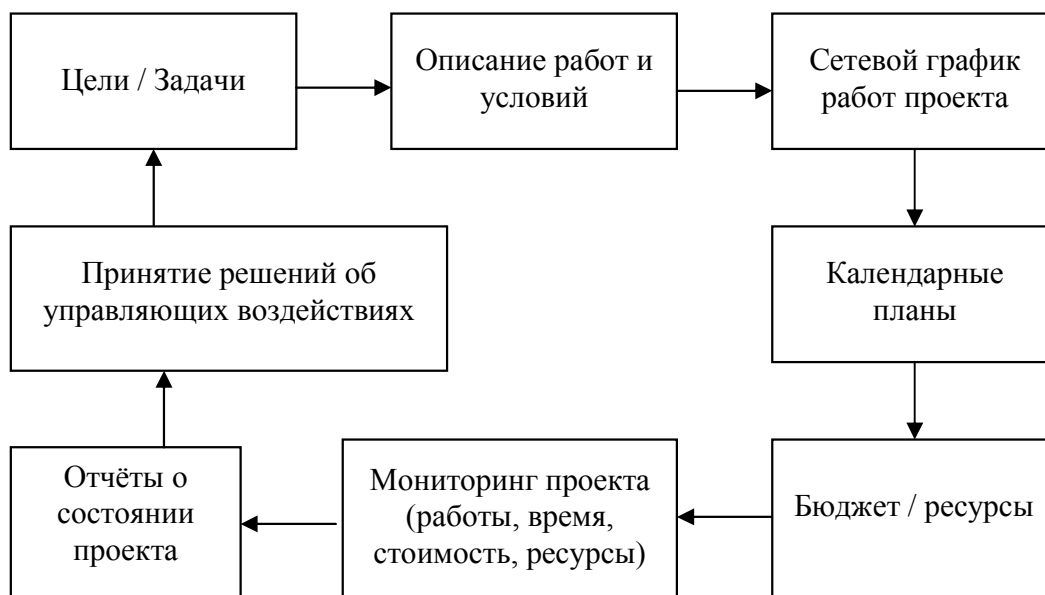 Цели / Задачи
Описание работ и
условий
Сетевой график
работ проекта
Принятие решений об
управляющих воздействиях
Календарные
планы
Отчёты о
состоянии
проекта
Мониторинг проекта
(работы, время,
стоимость, ресурсы)
Бюджет / ресурсы